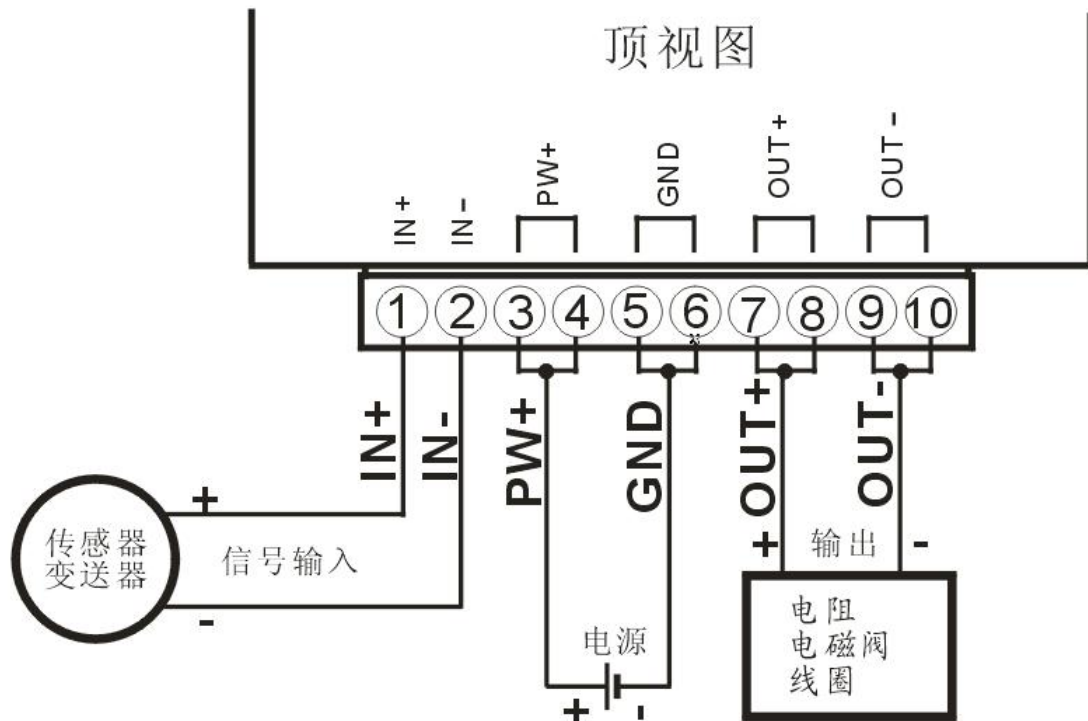 顶视图
IN+
IN-
PW+
GND
OUT+
OUT-
1 2 3 4 5 6 7 8 9 10
IN+
IN-
PW+
GND
OUT+
OUT-
+
传感器
变送器
信号输入
-
+
输出
-
电源
+
-
电阻
电磁阀
线圈